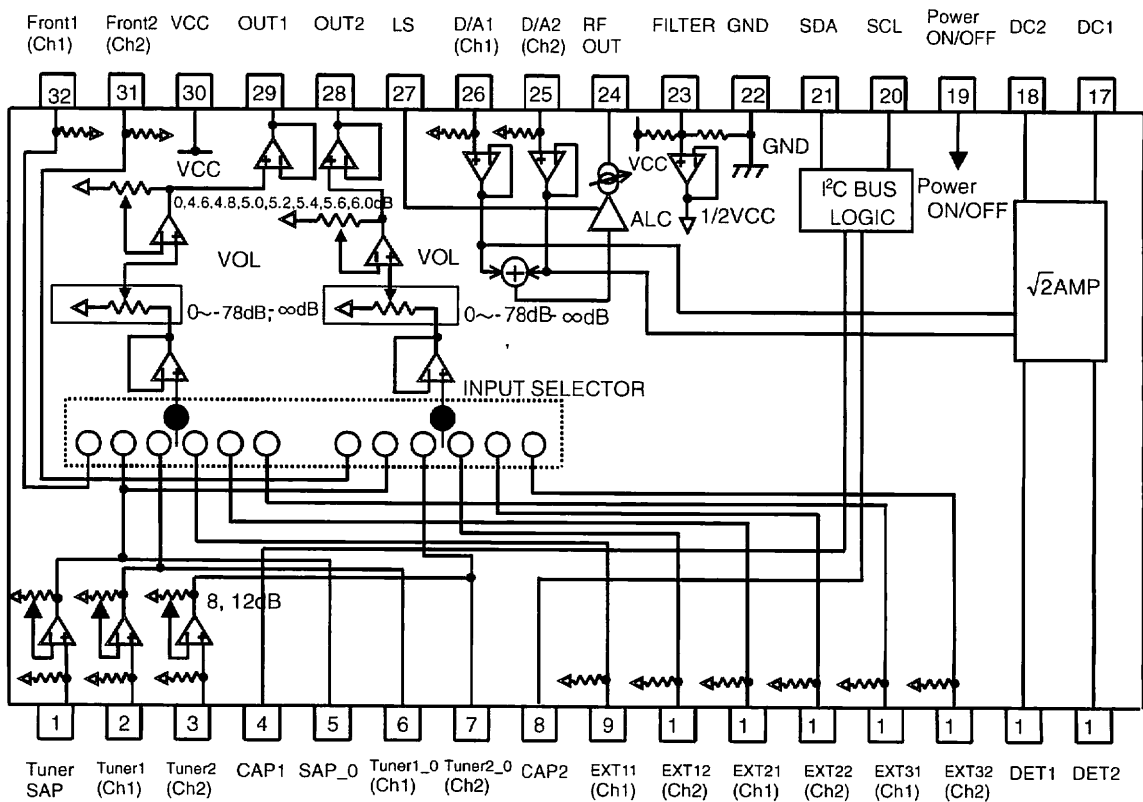 Front1 Front2 VCC OUT1 OUT2 LS D/A1 D/A2 RF FILTER GND SDA SCL Power DC2 DC1
(Ch1) (Ch2) (Ch1) (Ch2) OUT ON/OFF
32 31 30 29 28 27 26 25 24 23 22 21 20 19 18 17
VCC
VCC
GND
0,4.6,4.8,5.0,5.2,5.4,5.6,6.0dB
ALC
1/2VCC
I²C BUS
LOGIC
Power
ON/OFF
VOL
VOL
√2AMP
0~-78dB,-∞dB
0~-78dB-∞dB
INPUT SELECTOR
8, 12dB
1 2 3 4 5 6 7 8 9 1 1 1 1 1 1 1
Tuner Tuner1 Tuner2 CAP1 SAP_0 Tuner1_0 Tuner2_0 CAP2 EXT11 EXT12 EXT21 EXT22 EXT31 EXT32 DET1 DET2
SAP (Ch1) (Ch2) (Ch1) (Ch2) (Ch1) (Ch2) (Ch1) (Ch2) (Ch1) (Ch2)